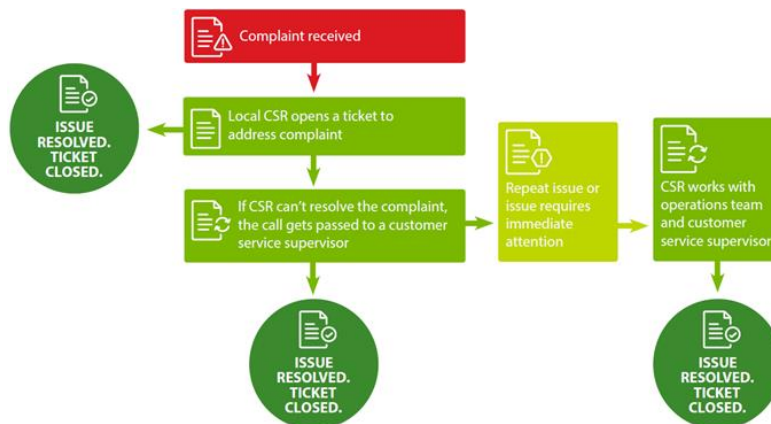 Complaint received
Local CSR opens a ticket to
address complaint
ISSUE
RESOLVED.
TICKET
CLOSED.
If CSR can't resolve the complaint,
the call gets passed to a customer
service supervisor
Repeat issue or
issue requires
immediate
attention
CSR works with
operations team
and customer
service supervisor
ISSUE
RESOLVED.
TICKET
CLOSED.
ISSUE
RESOLVED.
TICKET
CLOSED.